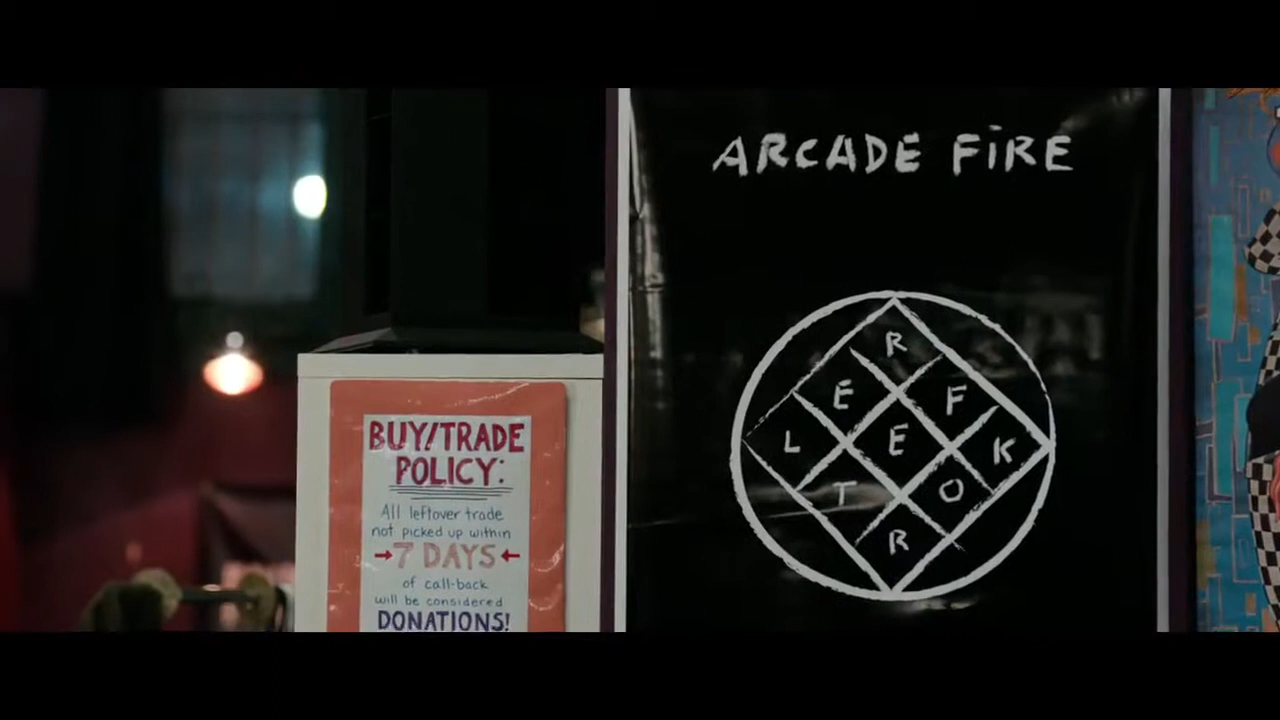 BUY/TRADE
POLICY:
All leftover trade
not picked up within
7 DAYS
of call-back
will be considered
DONATIONS!
ARCADE FIRE
R
E F
L E K
T O
R